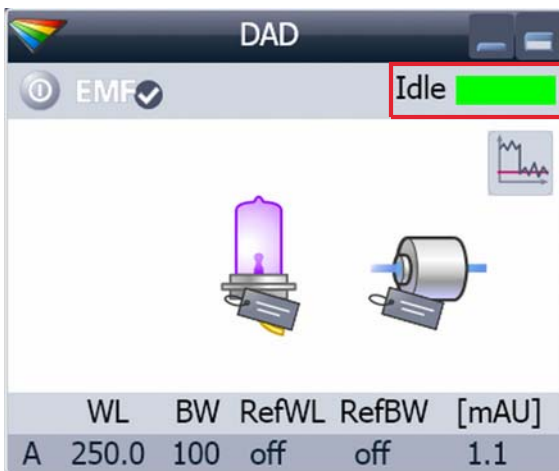 DAD
EMF Idle
WL BW RefWL RefBW [mAU]
A 250.0 100 off off 1.1